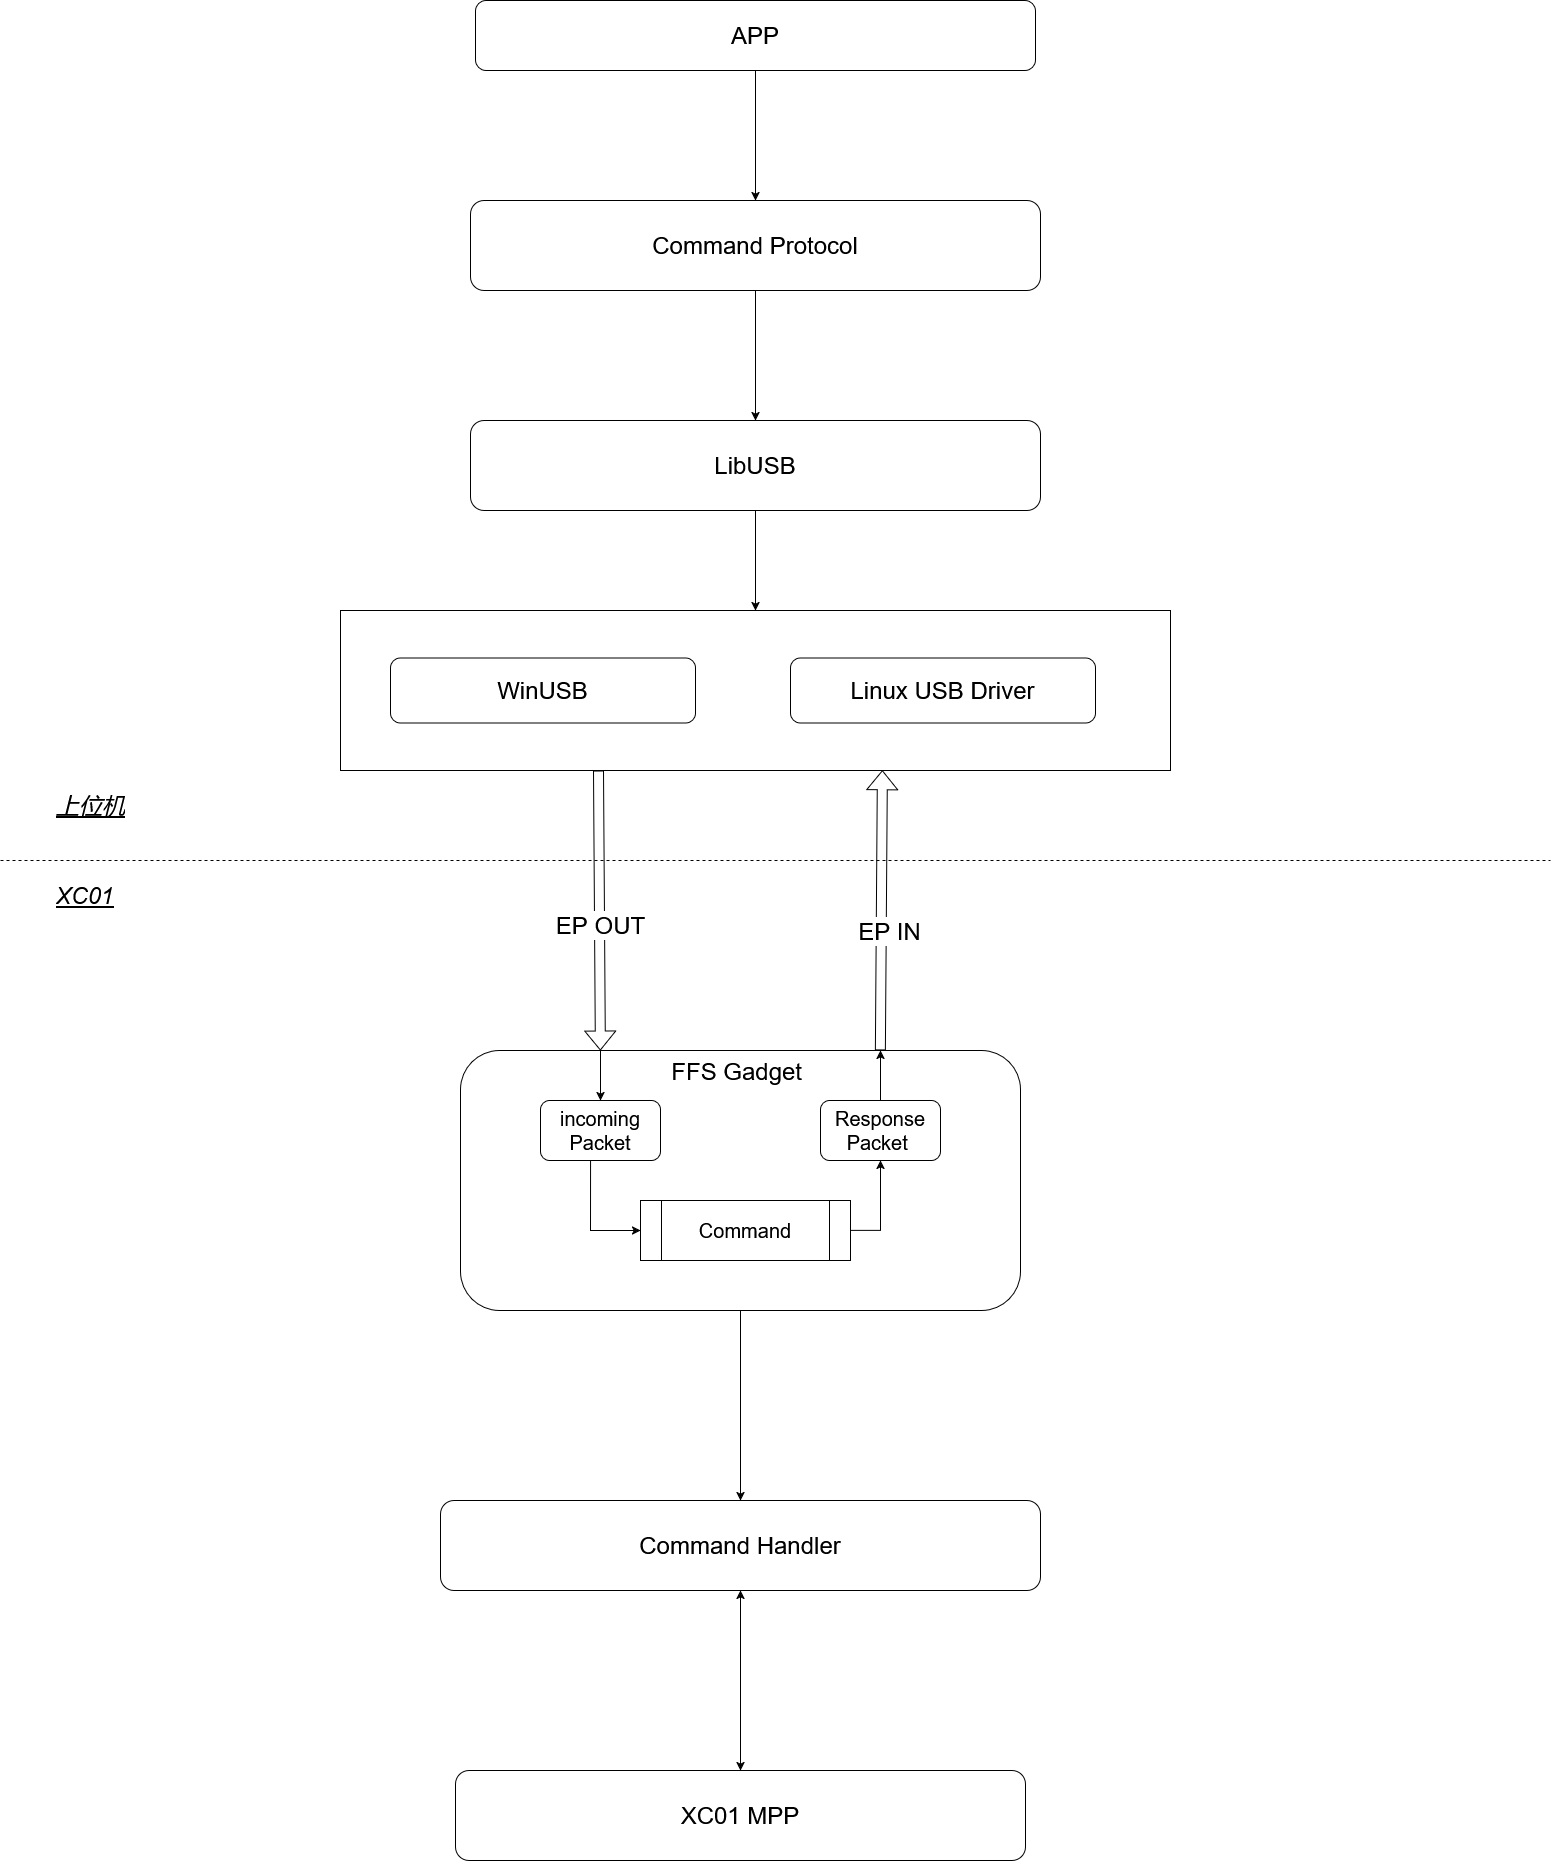 APP
Command Protocol
LibUSB
WinUSB
Linux USB Driver
上位机
XC01
EP OUT
EP IN
FFS Gadget
incoming
Packet
Response
Packet
Command
Command Handler
XC01 MPP